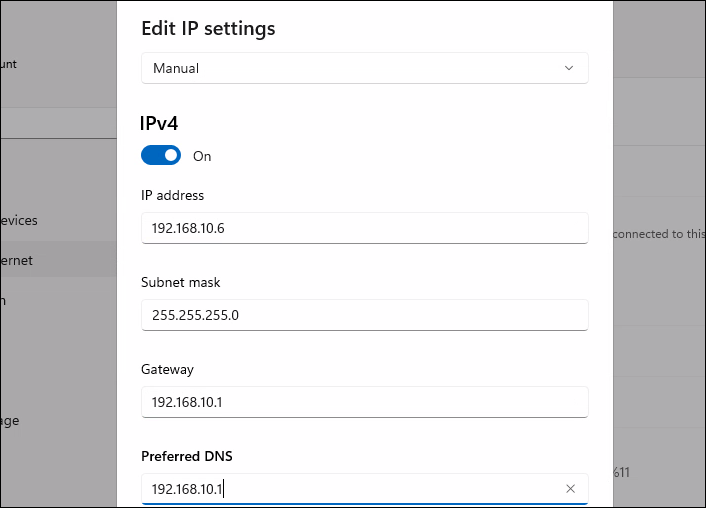 Edit IP settings
Manual
IPv4
On
IP address
192.168.10.6
Subnet mask
255.255.255.0
Gateway
192.168.10.1
Preferred DNS
192.168.10.1
unt
evices
ernet
n
age
connected to this
%11